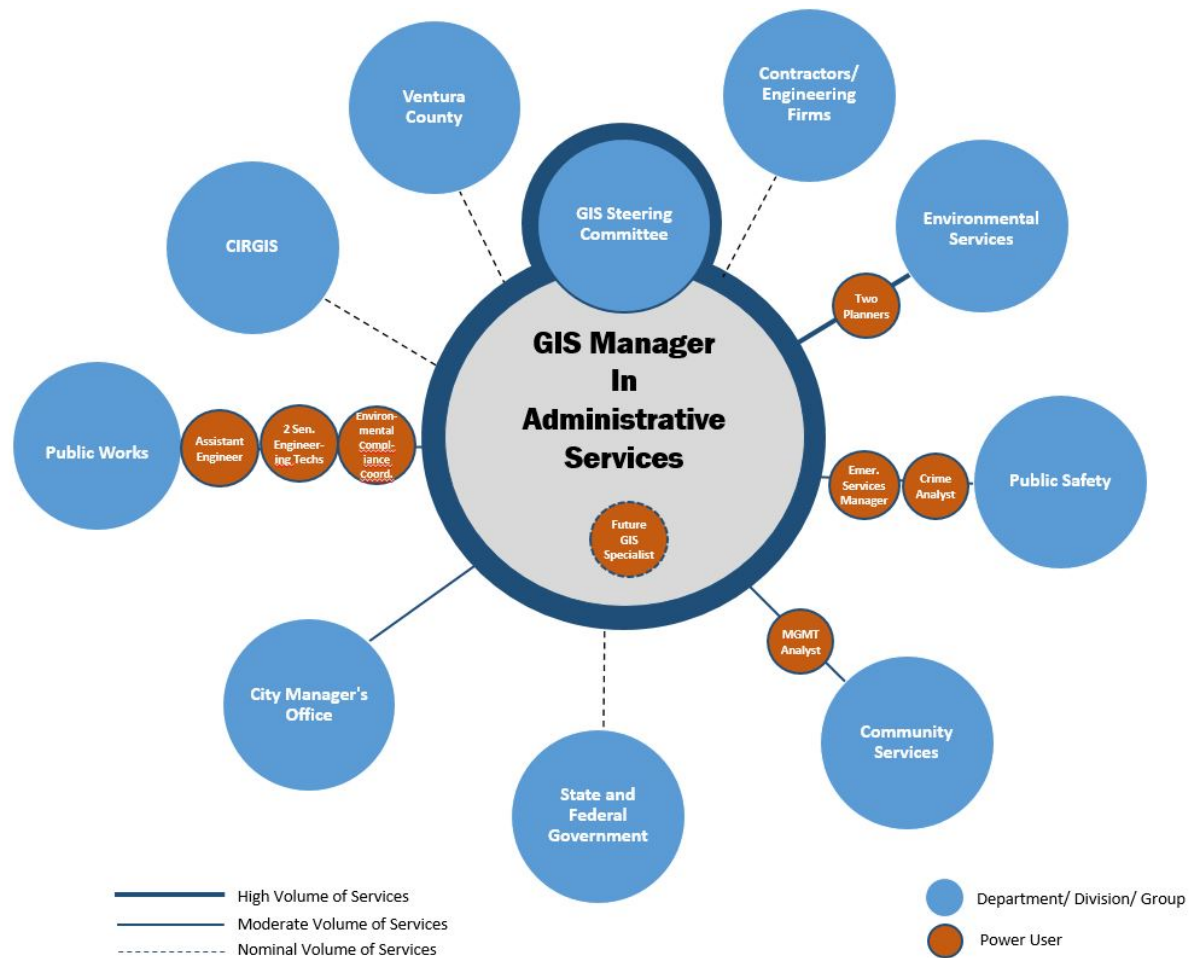 Ventura
County
Contractors/
Engineering
Firms
GIS Steering
Committee
Environmental
Services
CIRGIS
Two
Planners
GIS Manager
In
Administrative
Services
Public Works
Assistant
Engineer
2 Sen.
Engineer-
ing Techs
Environ-
mental
Compl-
iance
Coord.
Emer.
Services
Manager
Crime
Analyst
Public Safety
Future
GIS
Specialist
MGMT
Analyst
City Manager's
Office
Community
Services
State and
Federal
Government
High Volume of Services
Moderate Volume of Services
Nominal Volume of Services
Department/ Division/ Group
Power User